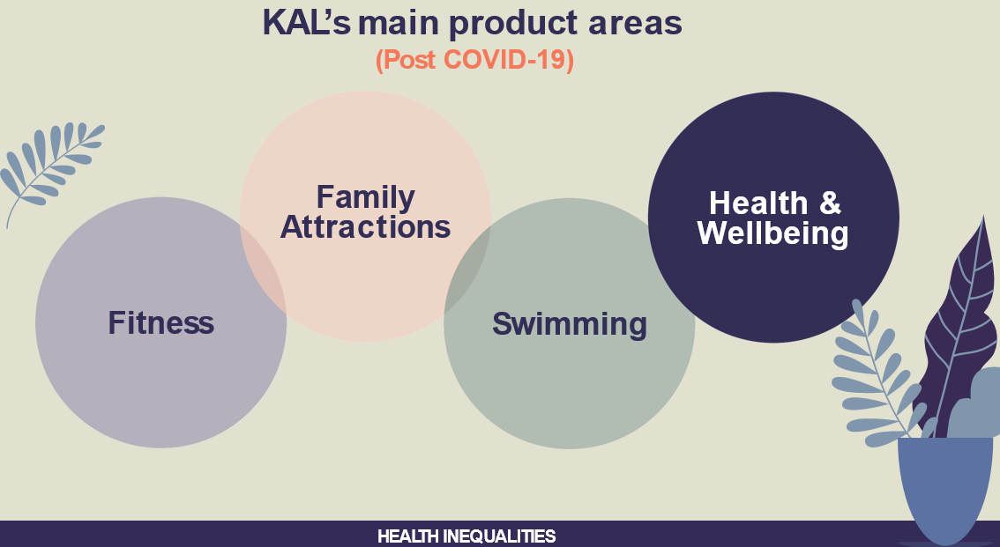 KAL’s main product areas
(Post COVID-19)
Family
Attractions
Health &
Wellbeing
Fitness
Swimming
HEALTH INEQUALITIES